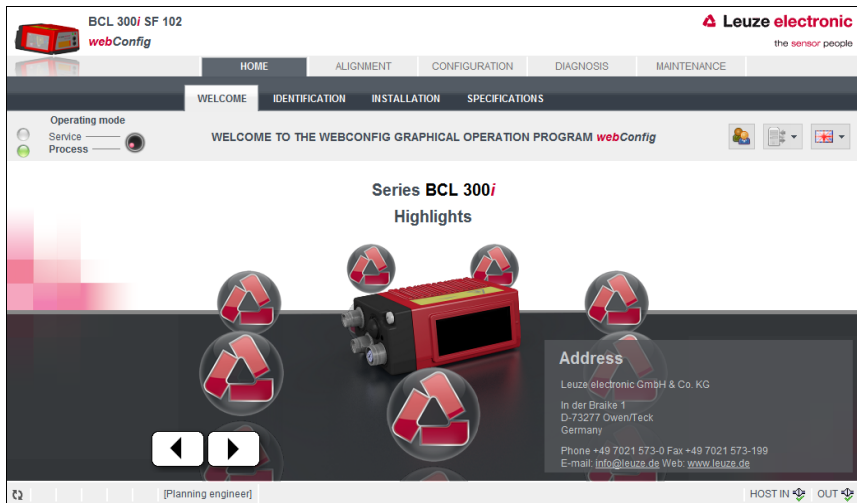 BCL 300i SF 102
webConfig
Leuze electronic
the sensor people
HOME ALIGNMENT CONFIGURATION DIAGNOSIS MAINTENANCE
WELCOME IDENTIFICATION INSTALLATION SPECIFICATIONS
Operating mode
Service
Process
WELCOME TO THE WEBCONFIG GRAPHICAL OPERATION PROGRAM webConfig
Series BCL 300i
Highlights
Address
Leuze electronic GmbH & Co. KG
In der Braike 1
D-73277 Owen/Teck
Germany
Phone +49 7021 573-0 Fax +49 7021 573-199
E-mail: info@leuze.de Web: www.leuze.de
[Planning engineer] HOST IN OUT